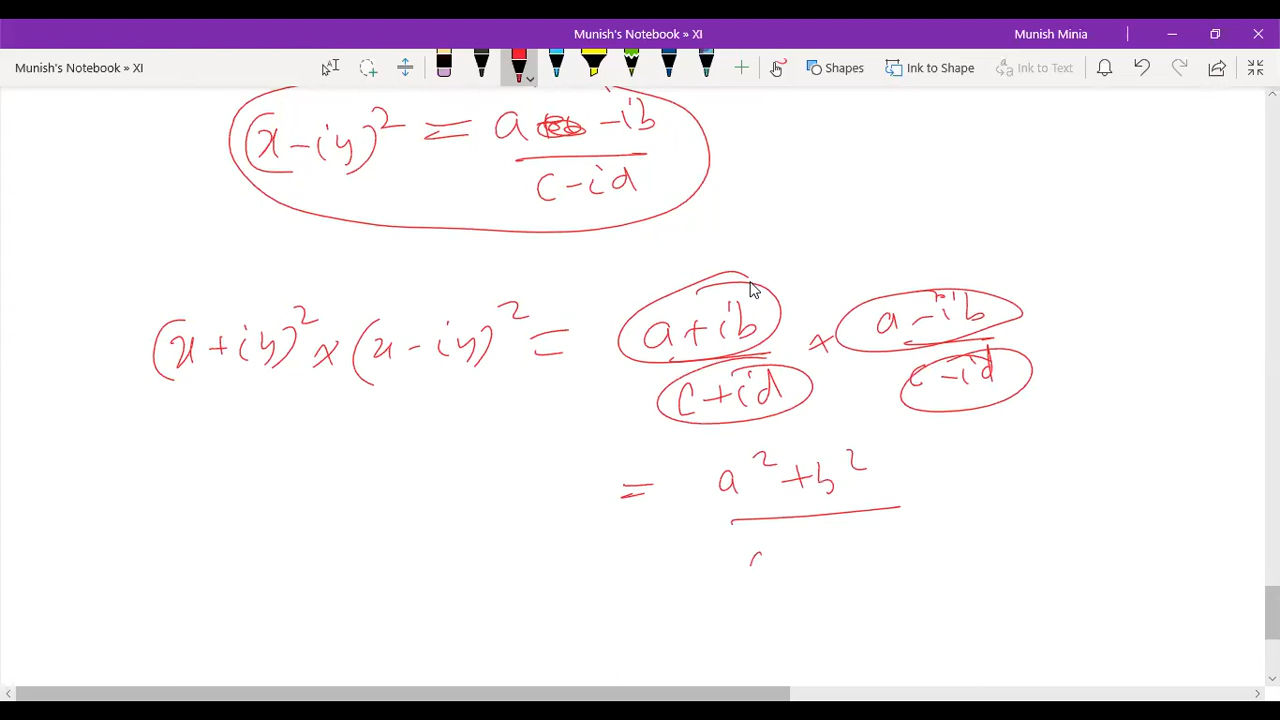 Munish's Notebook » XI
Munish Minia
Munish's Notebook » XI
Shapes
Ink to Shape
Ink to Text
(x-iy)² = a -ib
c-id
(x+iy)² × (x-iy)² = a+ib × a-ib
c+id c-id
= a²+b²
c